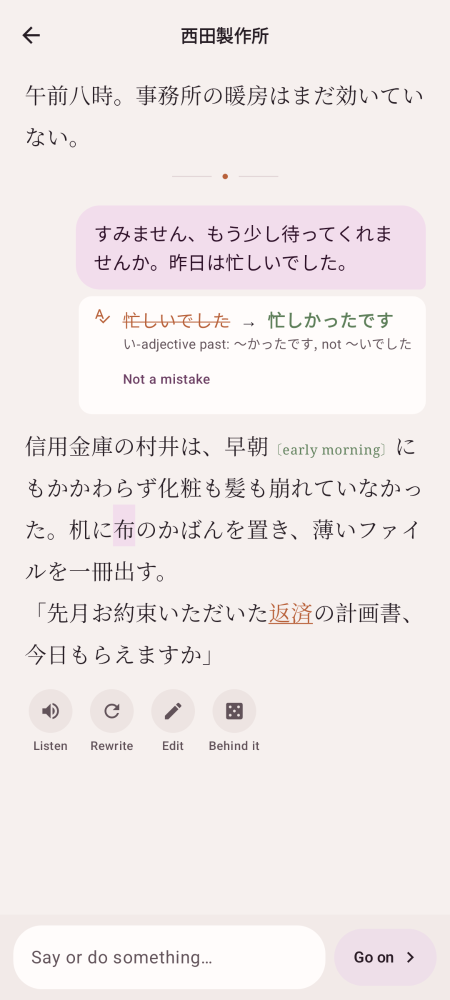 西田製作所
午前八時。事務所の暖房はまだ効いてい
ない。
すみません、もう少し待ってくれま
せんか。昨日は忙しいでした。
忙しいでした → 忙しかったです
い-adjective past: 〜かったです, not 〜いでした
Not a mistake
信用金庫の村井は、早朝〔early morning〕に
もかかわらず化粧も髪も崩れていなかっ
た。机に布のかばんを置き、薄いファイ
ルを一冊出す。
「先月お約束いただいた返済の計画書、
今日もらえますか」
Listen Rewrite Edit Behind it
Say or do something…
Go on